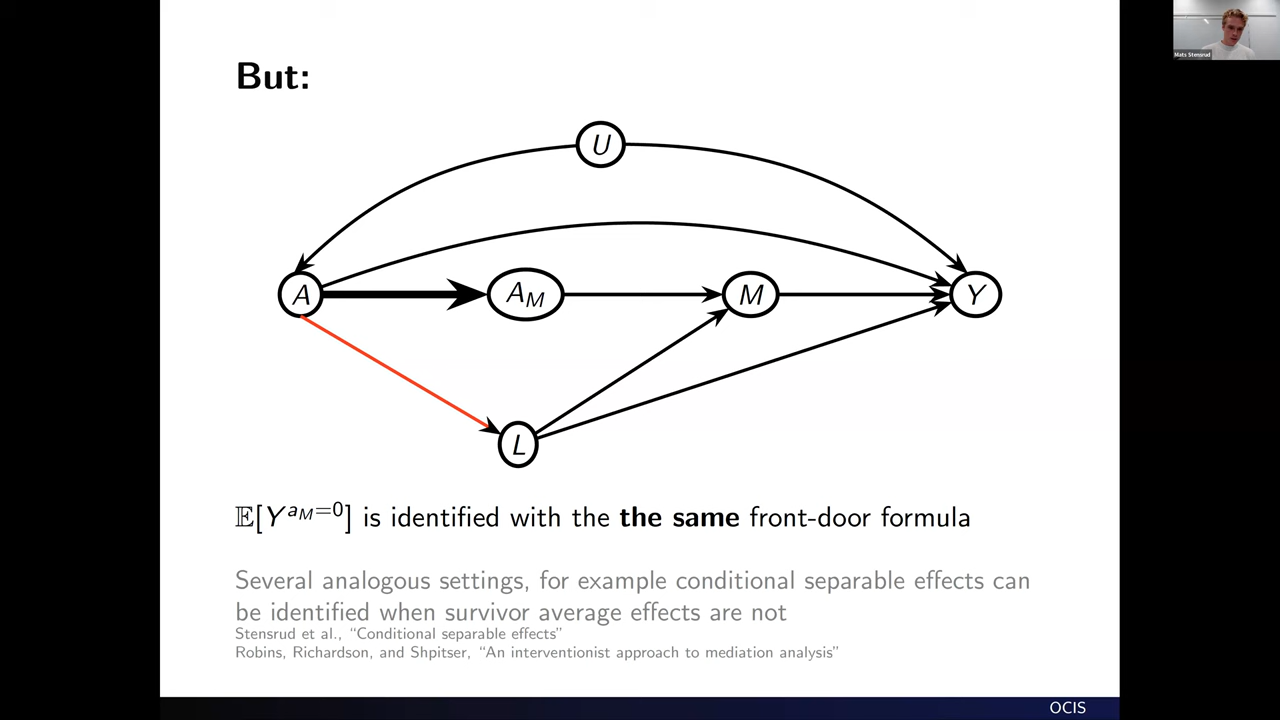 Mats Stensrud
But:
U
A
A_M
M
Y
L
𝔼[Y^{a_M=0}] is identified with the the same front-door formula
Several analogous settings, for example conditional separable effects can
be identified when survivor average effects are not
Stensrud et al., “Conditional separable effects”
Robins, Richardson, and Shpitser, “An interventionist approach to mediation analysis”
OCIS